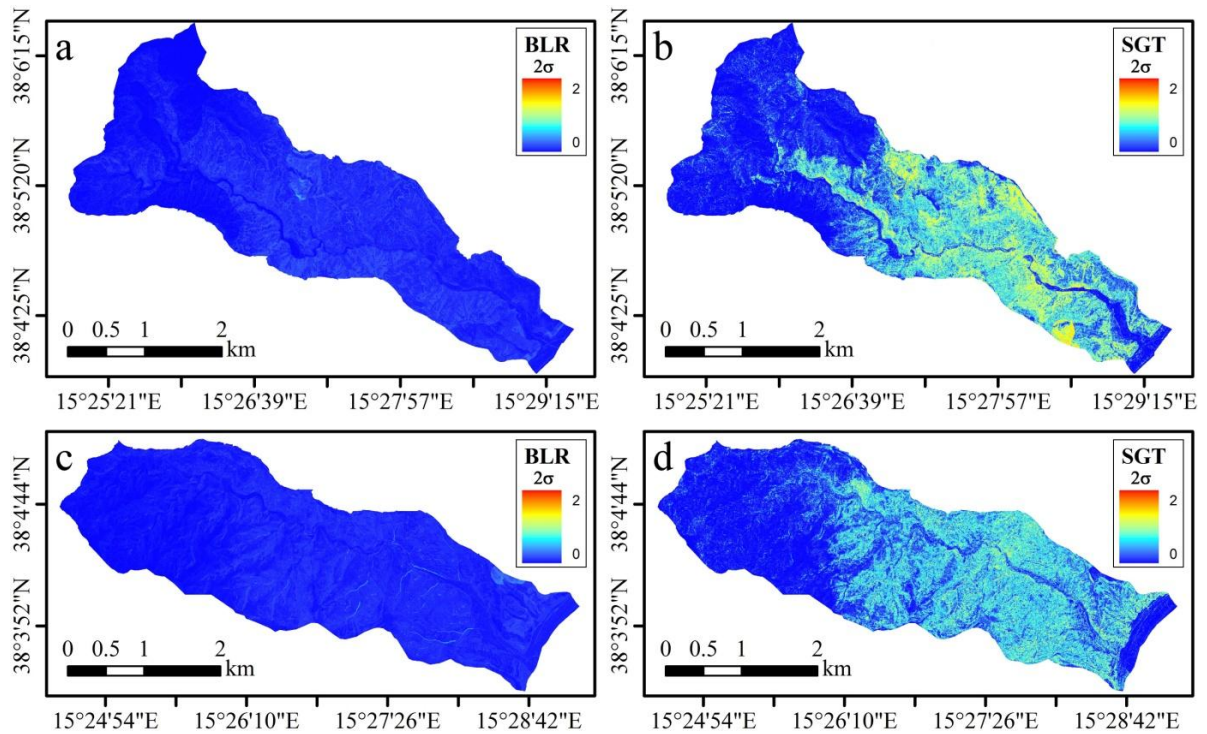 a
BLR
2σ
2
0
38°6'15"N
38°5'20"N
38°4'25"N
0 0.5 1 2
km
15°25'21"E 15°26'39"E 15°27'57"E 15°29'15"E
b
SGT
2σ
2
0
38°6'15"N
38°5'20"N
38°4'25"N
0 0.5 1 2
km
15°25'21"E 15°26'39"E 15°27'57"E 15°29'15"E
c
BLR
2σ
2
0
38°4'44"N
38°3'52"N
0 0.5 1 2
km
15°24'54"E 15°26'10"E 15°27'26"E 15°28'42"E
d
SGT
2σ
2
0
38°4'44"N
38°3'52"N
0 0.5 1 2
km
15°24'54"E 15°26'10"E 15°27'26"E 15°28'42"E